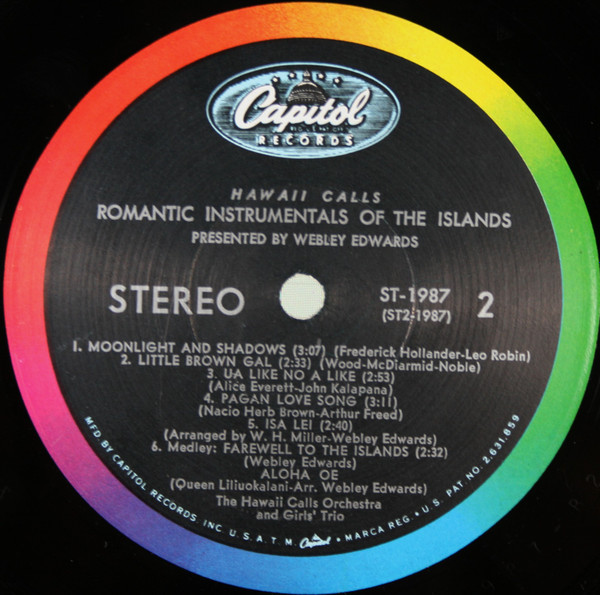 Capitol
RECORDS
HAWAII CALLS
ROMANTIC INSTRUMENTALS OF THE ISLANDS
PRESENTED BY WEBLEY EDWARDS
STEREO
ST-1987
(ST2-1987)
2
1. MOONLIGHT AND SHADOWS (3:07) (Frederick Hollander-Leo Robin)
2. LITTLE BROWN GAL (2:33) (Wood-McDiarmid-Noble)
3. UA LIKE NO A LIKE (2:53)
(Alice Everett-John Kalapana)
4. PAGAN LOVE SONG (3:11)
(Nacio Herb Brown-Arthur Freed)
5. ISA LEI (2:40)
(Arranged by W. H. Miller-Webley Edwards)
6. Medley: FAREWELL TO THE ISLANDS (2:32)
(Webley Edwards)
ALOHA OE
(Queen Liliuokalani-Arr. Webley Edwards)
The Hawaii Calls Orchestra
and Girls' Trio
MFD BY CAPITOL RECORDS, INC U.S.A. T.M. Capitol • MARCA REG. • U.S. PAT NO. 2,631,859